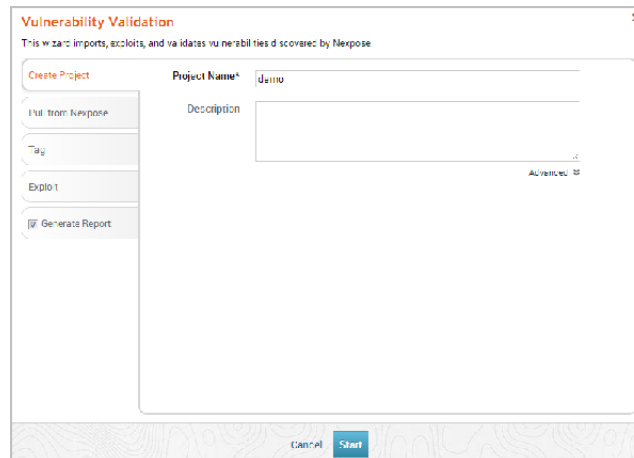 Vulnerability Validation
This wizard imports, exploits, and validates vulnerabilities discovered by Nexpose
Create Project
Project Name*
demo
Pull from Nexpose
Description
Tag
Advanced
Exploit
Generate Report
Cancel
Start